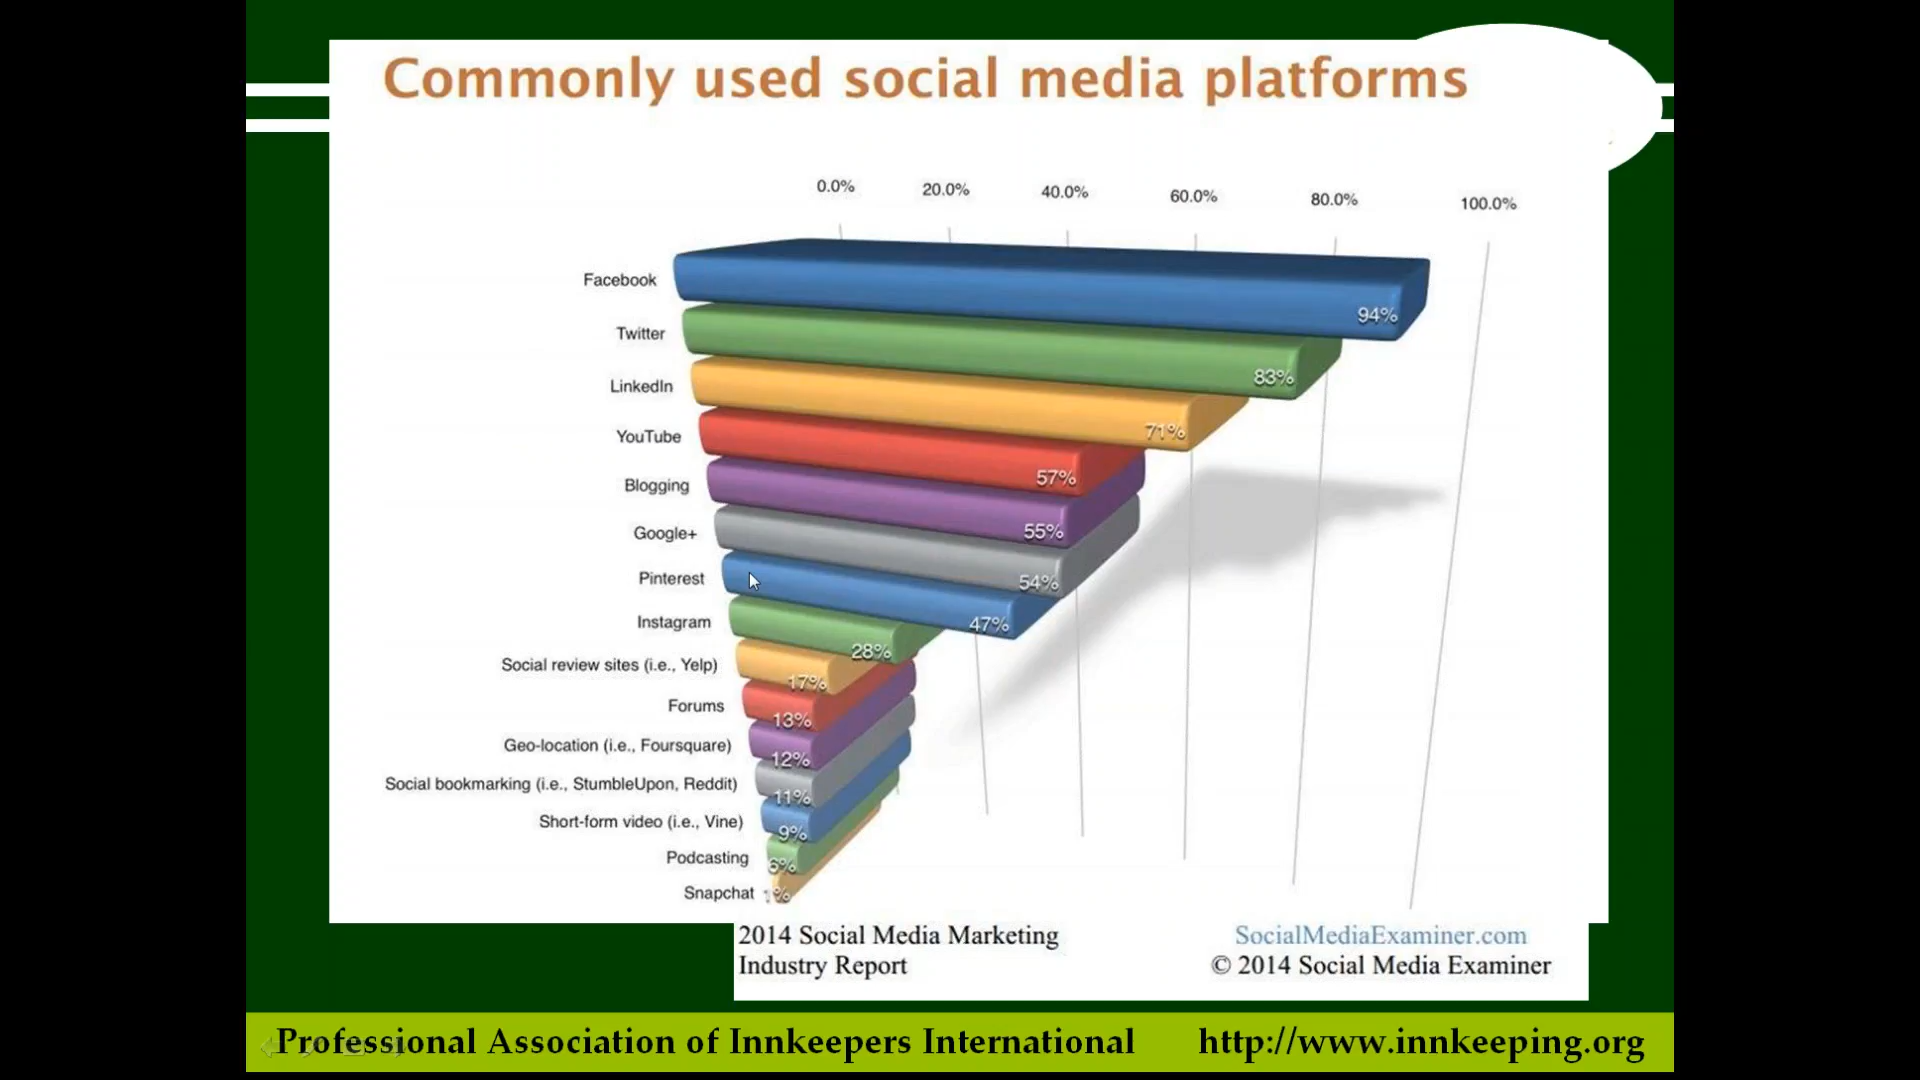 Commonly used social media platforms
0.0% 20.0% 40.0% 60.0% 80.0% 100.0%
Facebook 94%
Twitter 83%
LinkedIn 71%
YouTube 57%
Blogging 55%
Google+ 54%
Pinterest 47%
Instagram 28%
Social review sites (i.e., Yelp) 17%
Forums 13%
Geo-location (i.e., Foursquare) 12%
Social bookmarking (i.e., StumbleUpon, Reddit) 11%
Short-form video (i.e., Vine) 9%
Podcasting 6%
Snapchat 1%
2014 Social Media Marketing
Industry Report
SocialMediaExaminer.com
© 2014 Social Media Examiner
Professional Association of Innkeepers International http://www.innkeeping.org